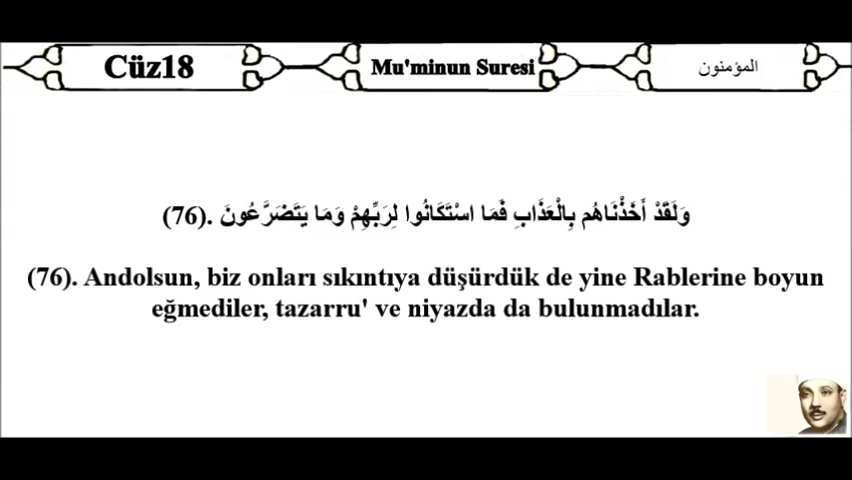 Cüz18
Mu'minun Suresi
المؤمنون
وَلَقَدْ أَخَذْنَاهُم بِالْعَذَابِ فَمَا اسْتَكَانُوا لِرَبِّهِمْ وَمَا يَتَضَرَّعُونَ .(76)
(76). Andolsun, biz onları sıkıntıya düşürdük de yine Rablerine boyun
eğmediler, tazarru' ve niyazda da bulunmadılar.